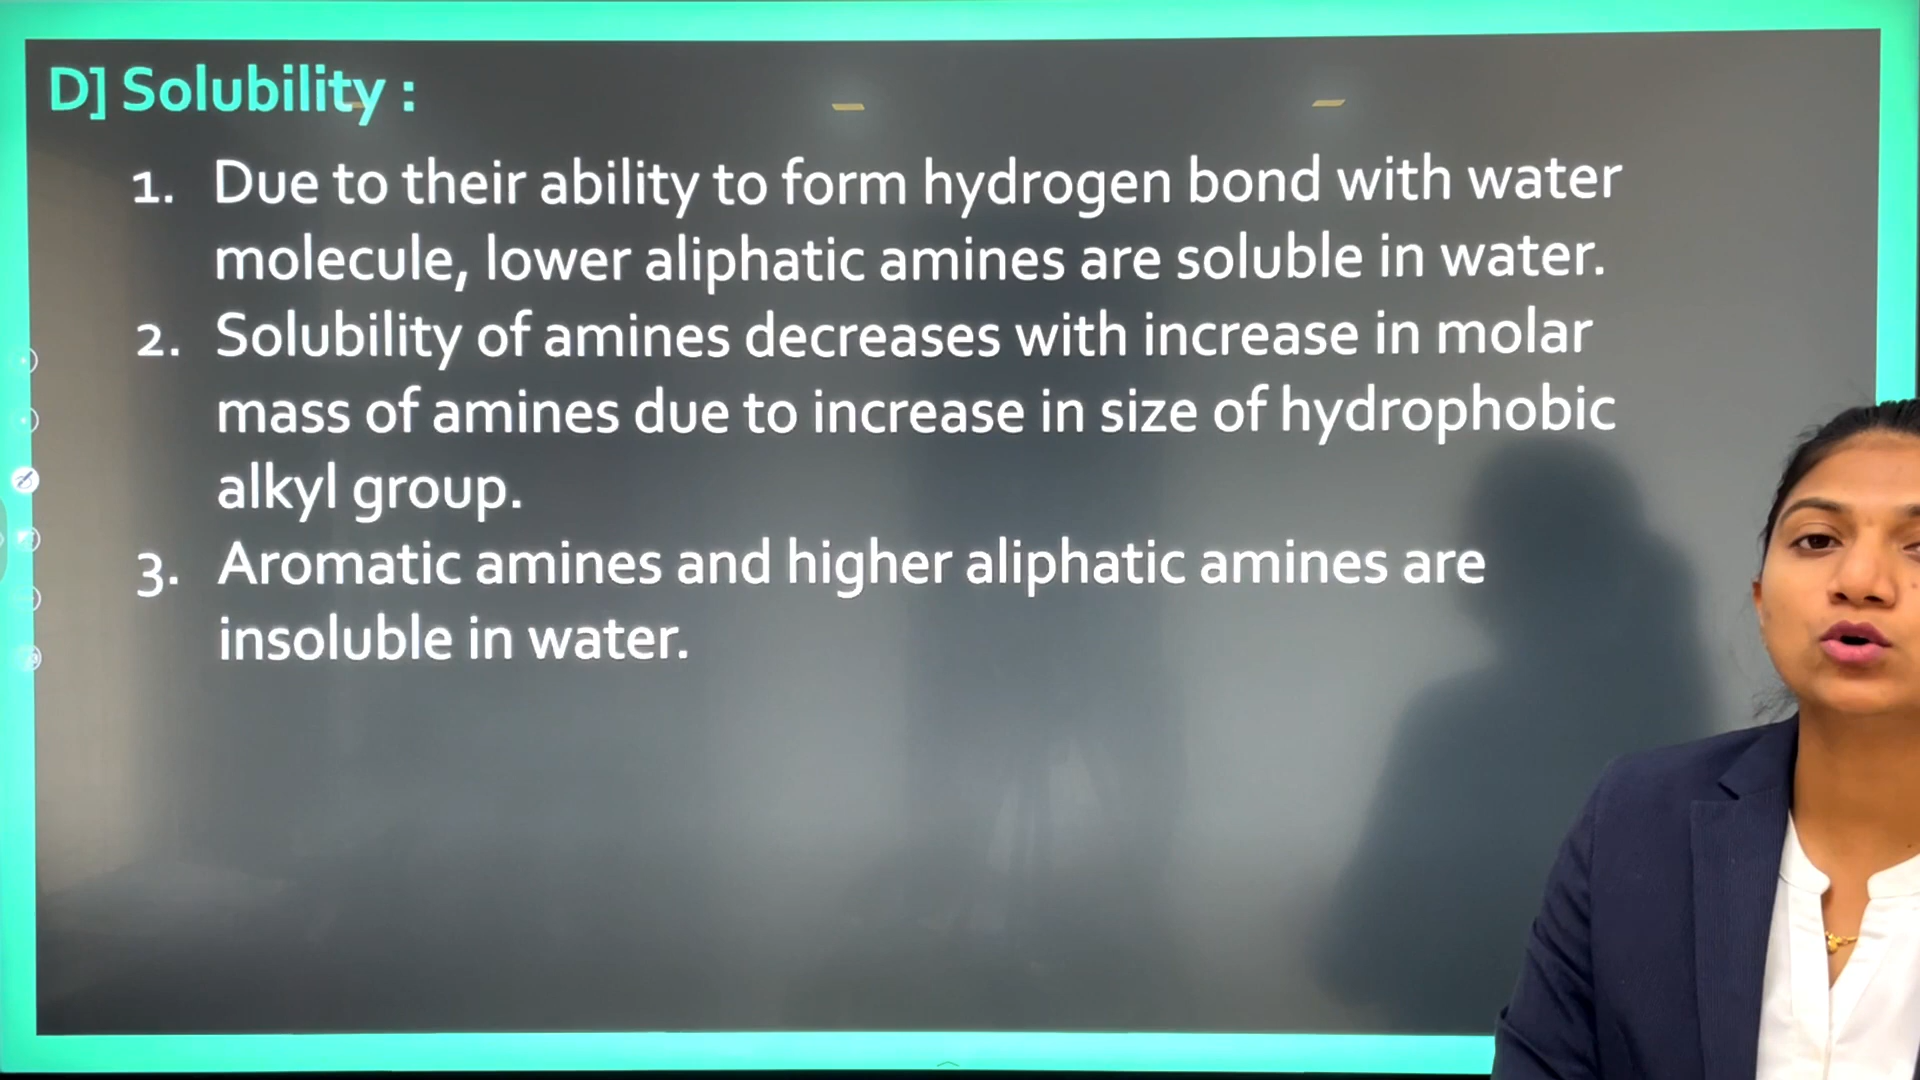 D] Solubility :
1. Due to their ability to form hydrogen bond with water
molecule, lower aliphatic amines are soluble in water.
2. Solubility of amines decreases with increase in molar
mass of amines due to increase in size of hydrophobic
alkyl group.
3. Aromatic amines and higher aliphatic amines are
insoluble in water.